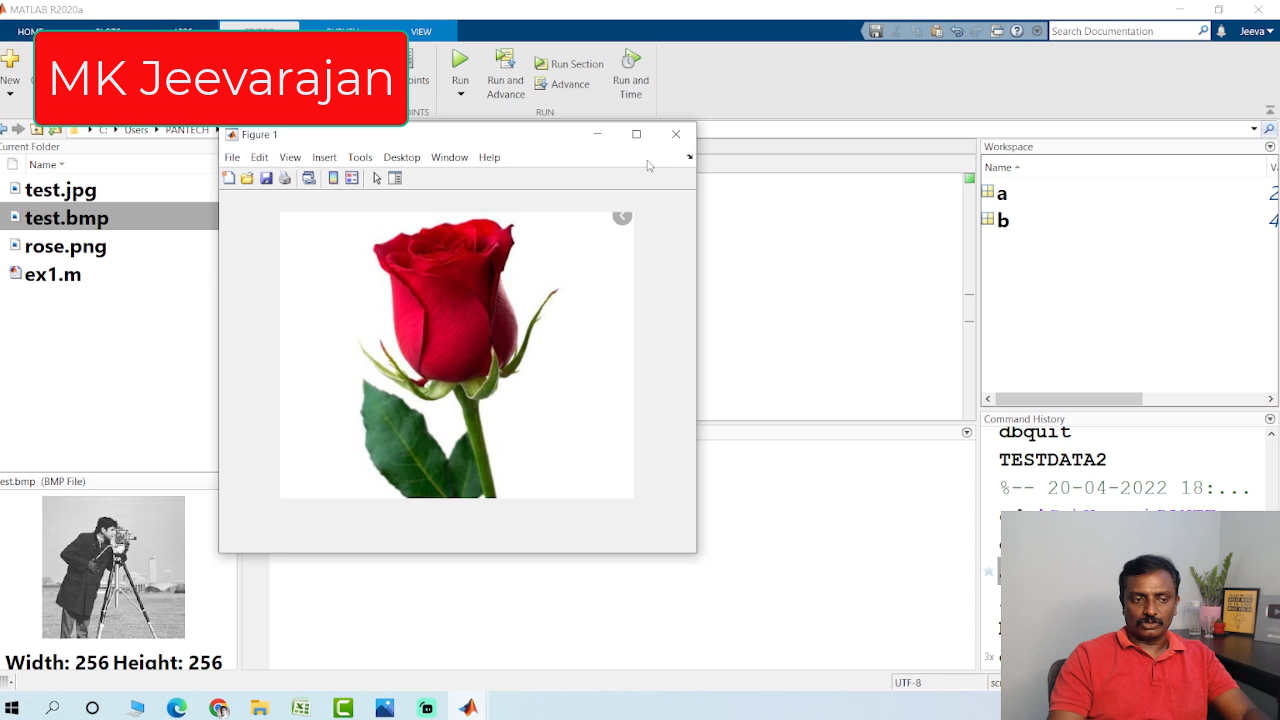 MATLAB R2020a
HOME
VIEW
Search Documentation
Jeeva
MK Jeevarajan
New
Run
Run and
Advance
Run Section
Advance
Run and
Time
RUN
C:
Users
PANTECH
Current Folder
Name
test.jpg
test.bmp
rose.png
ex1.m
test.bmp (BMP File)
Width: 256 Height: 256
Figure 1
File Edit View Insert Tools Desktop Window Help
Workspace
Name
a
b
Command History
dbquit
TESTDATA2
%-- 20-04-2022 18:...
3x
UTF-8